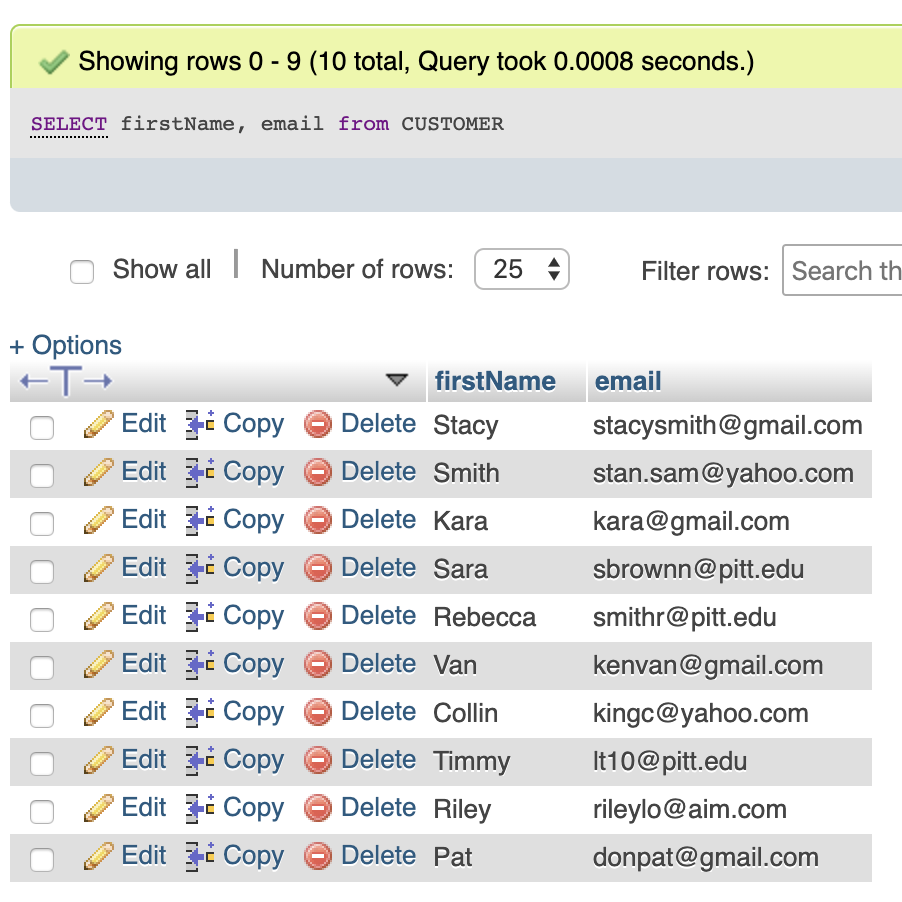 Showing rows 0 - 9 (10 total, Query took 0.0008 seconds.)
SELECT firstName, email from CUSTOMER
Show all | Number of rows: 25 Filter rows: Search th
+ Options
←T→ firstName email
Edit Copy Delete Stacy stacysmith@gmail.com
Edit Copy Delete Smith stan.sam@yahoo.com
Edit Copy Delete Kara kara@gmail.com
Edit Copy Delete Sara sbrownn@pitt.edu
Edit Copy Delete Rebecca smithr@pitt.edu
Edit Copy Delete Van kenvan@gmail.com
Edit Copy Delete Collin kingc@yahoo.com
Edit Copy Delete Timmy lt10@pitt.edu
Edit Copy Delete Riley rileylo@aim.com
Edit Copy Delete Pat donpat@gmail.com